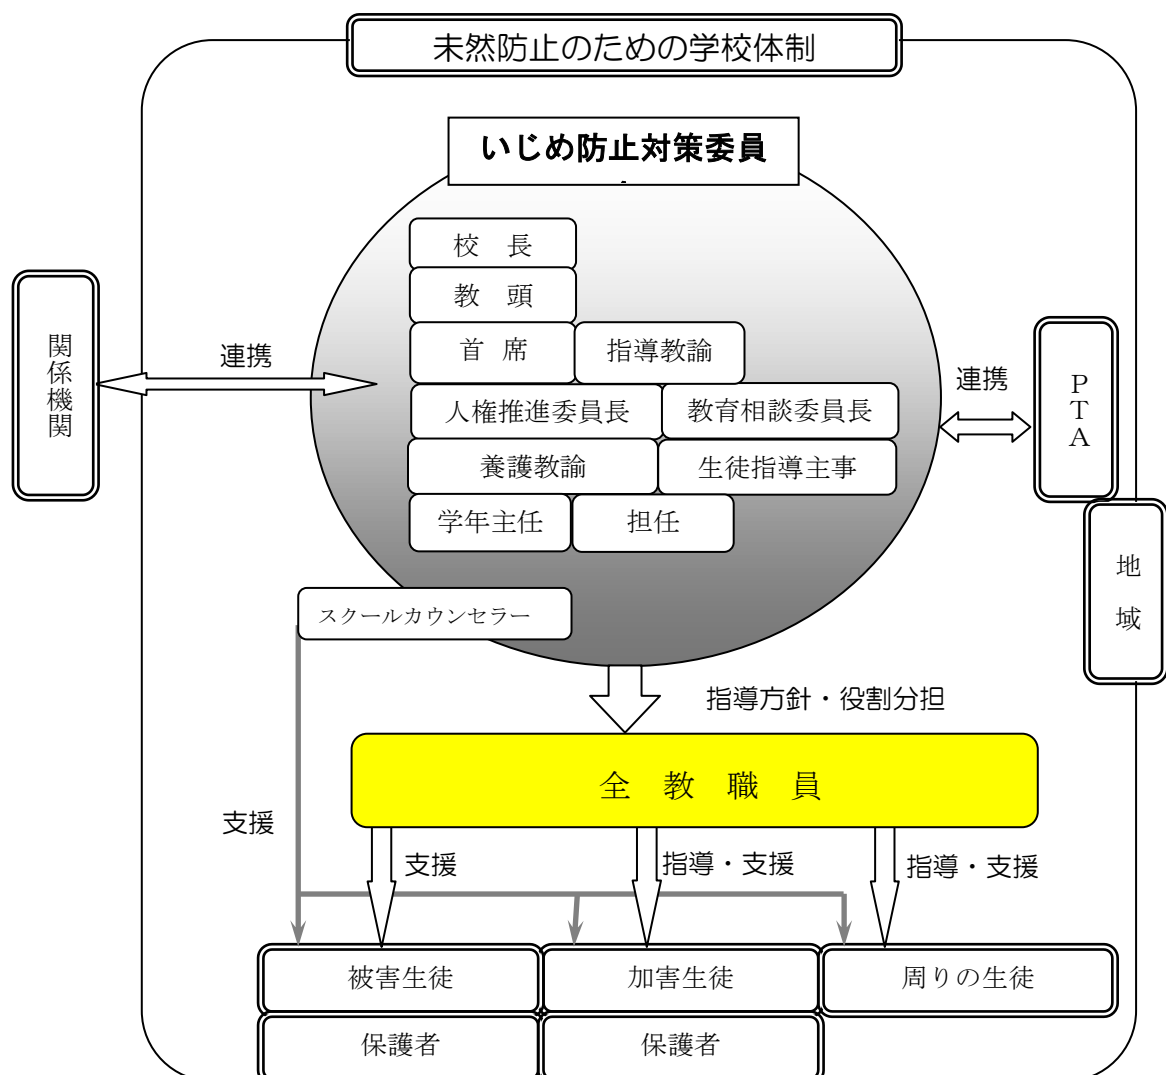 未然防止のための学校体制
いじめ防止対策委員
校 長
教 頭
首 席
指導教諭
人権推進委員長
教育相談委員長
養護教諭
生徒指導主事
学年主任
担任
スクールカウンセラー
関係機関
連携
連携
PTA
地域
指導方針・役割分担
全 教 職 員
支援
支援
指導・支援
指導・支援
被害生徒
加害生徒
周りの生徒
保護者
保護者